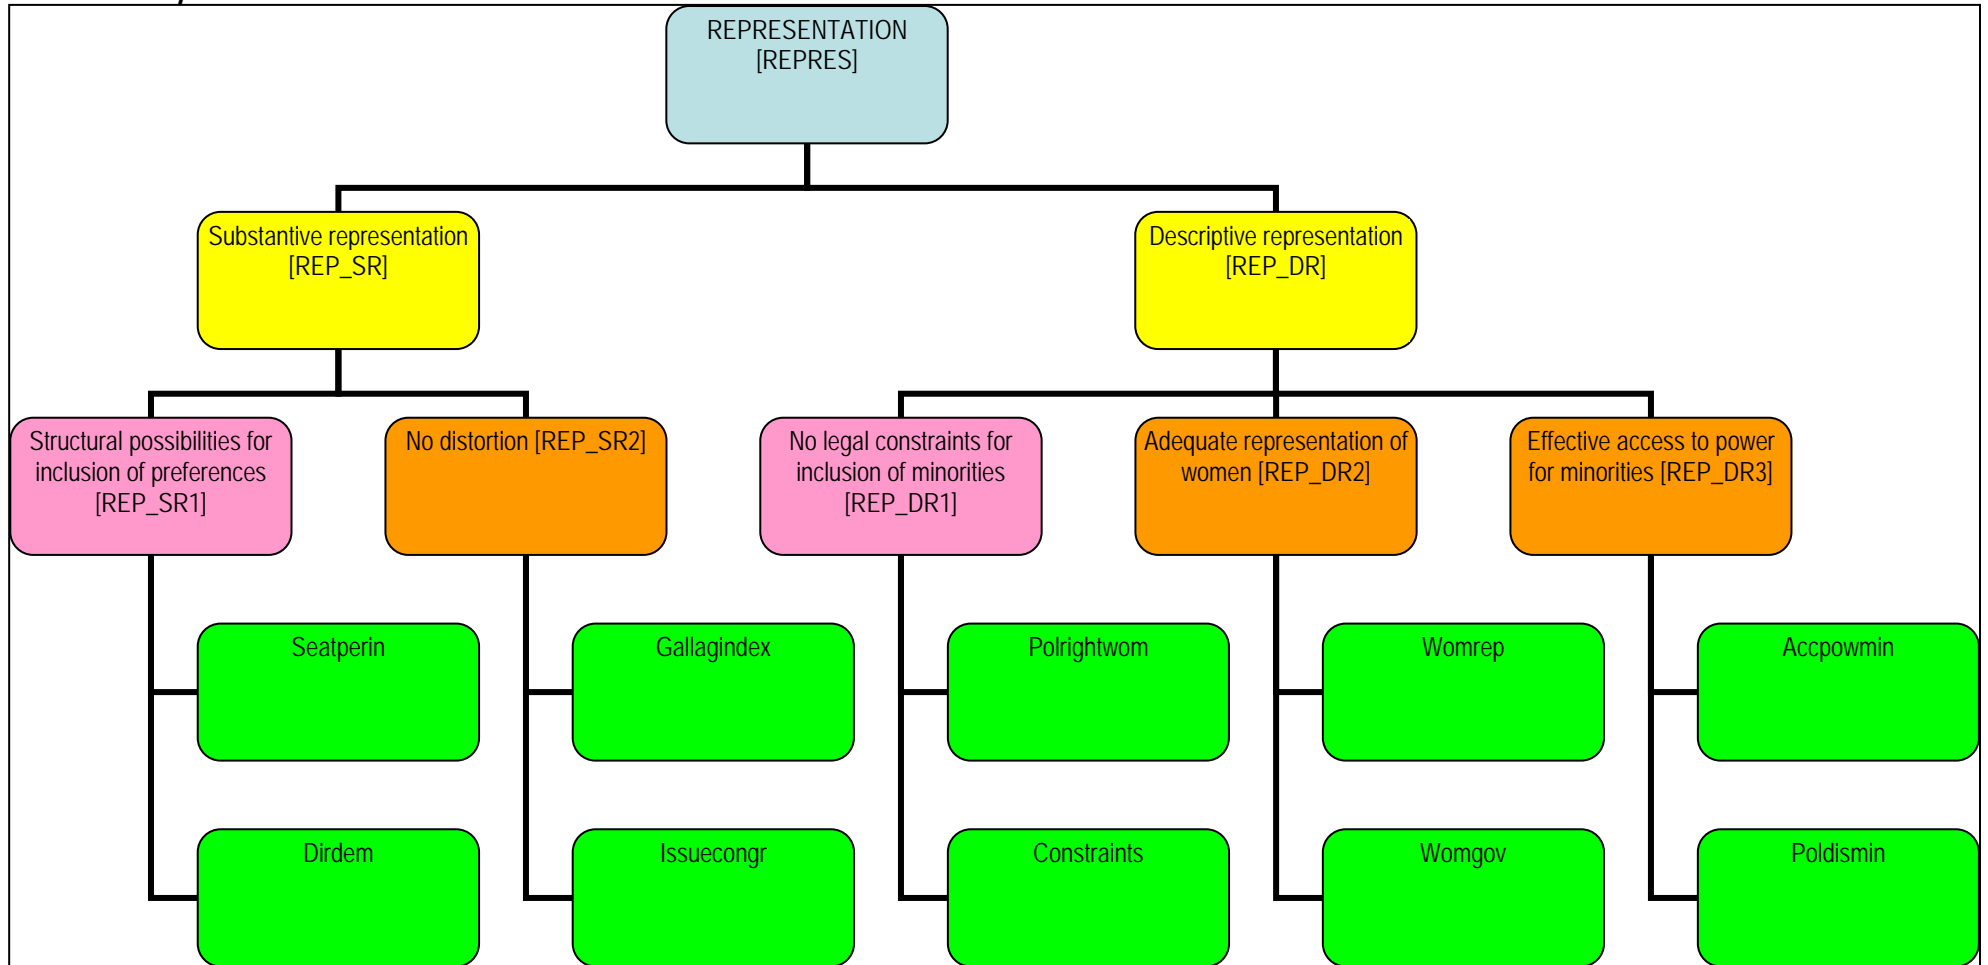 REPRESENTATION
[REPRES]
Substantive representation
[REP_SR]
Descriptive representation
[REP_DR]
Structural possibilities for
inclusion of preferences
[REP_SR1]
No distortion [REP_SR2]
No legal constraints for
inclusion of minorities
[REP_DR1]
Adequate representation of
women [REP_DR2]
Effective access to power
for minorities [REP_DR3]
Seatperin
Gallagindex
Polrightwom
Womrep
Accpowmin
Dirdem
Issuecongr
Constraints
Womgov
Poldismin